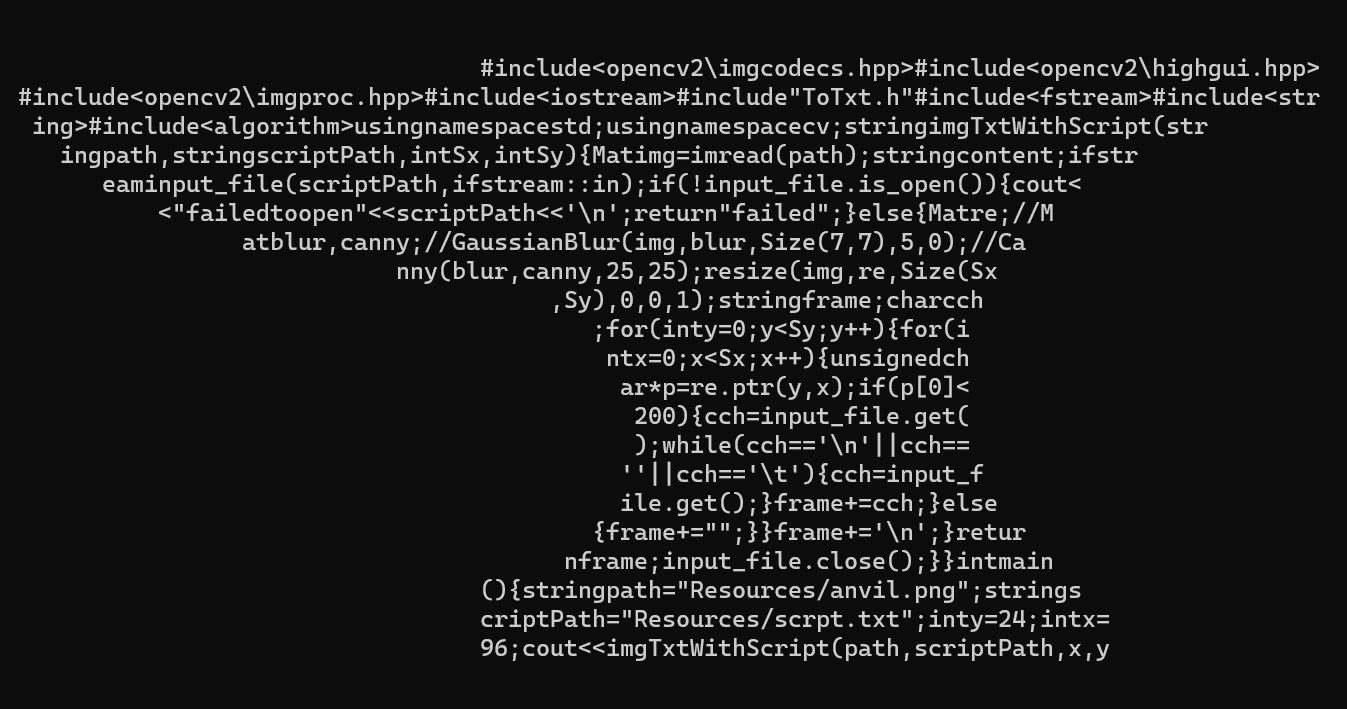 #include<opencv2\imgcodecs.hpp>#include<opencv2\highgui.hpp>
#include<opencv2\imgproc.hpp>#include<iostream>#include"ToTxt.h"#include<fstream>#include<str
ing>#include<algorithm>usingnamespacestd;usingnamespacecv;stringimgTxtWithScript(str
ingpath,stringscriptPath,intSx,intSy){Matimg=imread(path);stringcontent;ifstr
eaminput_file(scriptPath,ifstream::in);if(!input_file.is_open()){cout<
<"failedtoopen"<<scriptPath<<'\n';return"failed";}else{Matre;//M
atblur,canny;//GaussianBlur(img,blur,Size(7,7),5,0);//Ca
nny(blur,canny,25,25);resize(img,re,Size(Sx
,Sy),0,0,1);stringframe;charcch
;for(inty=0;y<Sy;y++){for(i
ntx=0;x<Sx;x++){unsignedch
ar*p=re.ptr(y,x);if(p[0]<
200){cch=input_file.get(
);while(cch=='\n'||cch==
''||cch=='\t'){cch=input_f
ile.get();}frame+=cch;}else
{frame+="";}}frame+='\n';}retur
nframe;input_file.close();}}intmain
(){stringpath="Resources/anvil.png";strings
criptPath="Resources/scrpt.txt";inty=24;intx=
96;cout<<imgTxtWithScript(path,scriptPath,x,y